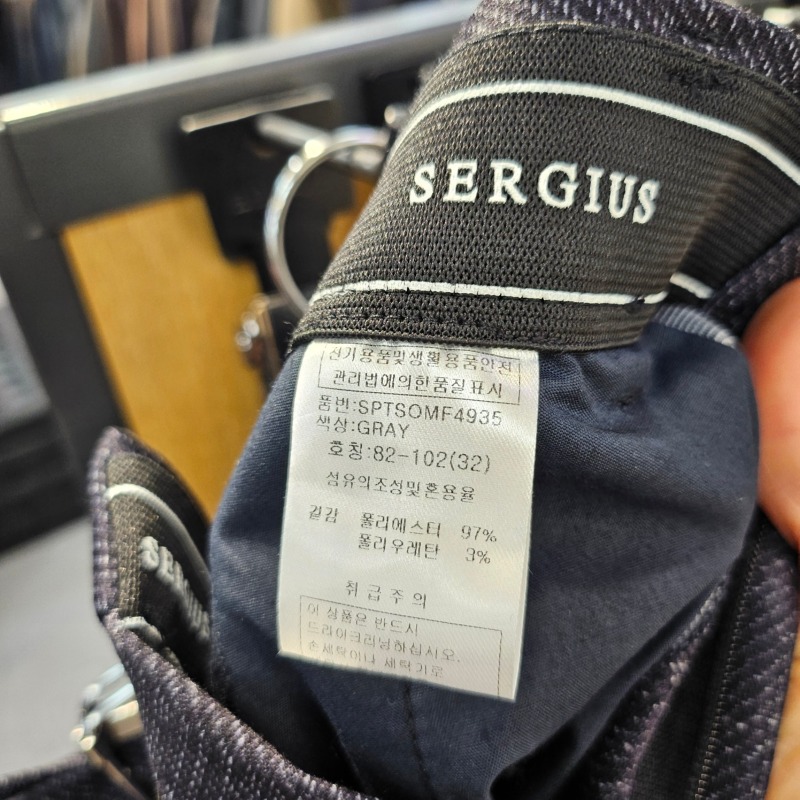 SERGIUS
전기용품및생활용품안전
관리법에의한품질표시
품번:SPTSOMF4935
색상:GRAY
호칭:82-102(32)
섬유의조성및혼용율
겉감 폴리에스터 97%
폴리우레탄 3%
취급주의
이 상품은 반드시
드라이크리닝하십시오.
손세탁이나 세탁기로